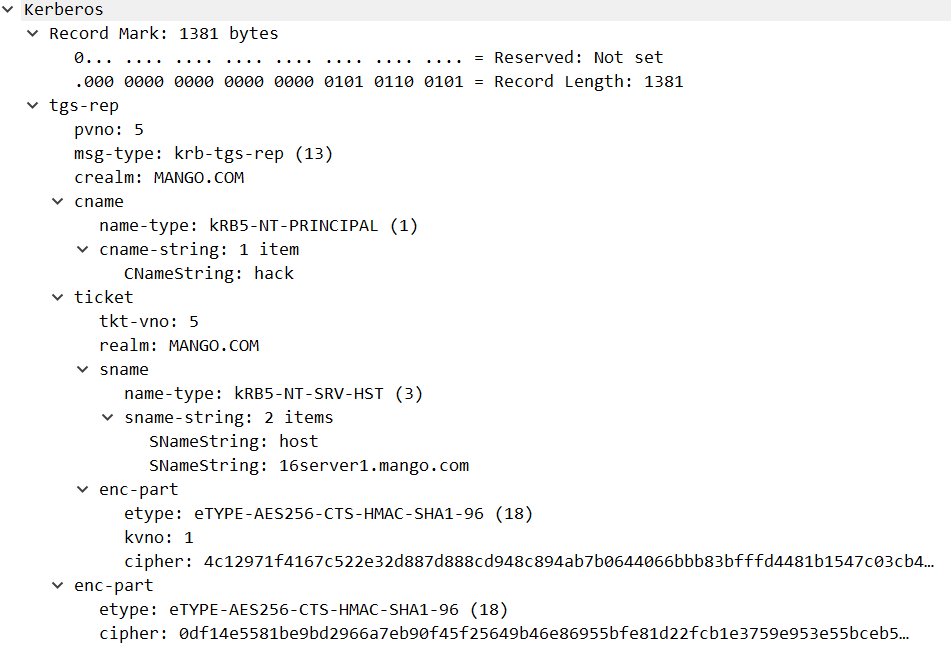 Kerberos
Record Mark: 1381 bytes
0... .... .... .... .... .... .... .... = Reserved: Not set
.000 0000 0000 0000 0000 0101 0110 0101 = Record Length: 1381
tgs-rep
pvno: 5
msg-type: krb-tgs-rep (13)
crealm: MANGO.COM
cname
name-type: kRB5-NT-PRINCIPAL (1)
cname-string: 1 item
CNameString: hack
ticket
tkt-vno: 5
realm: MANGO.COM
sname
name-type: kRB5-NT-SRV-HST (3)
sname-string: 2 items
SNameString: host
SNameString: 16server1.mango.com
enc-part
etype: eTYPE-AES256-CTS-HMAC-SHA1-96 (18)
kvno: 1
cipher: 4c12971f4167c522e32d887d888cd948c894ab7b0644066bbb83bfffd4481b1547c03cb4…
enc-part
etype: eTYPE-AES256-CTS-HMAC-SHA1-96 (18)
cipher: 0df14e5581be9bd2966a7eb90f45f25649b46e86955bfe81d22fcb1e3759e953e55bceb5…